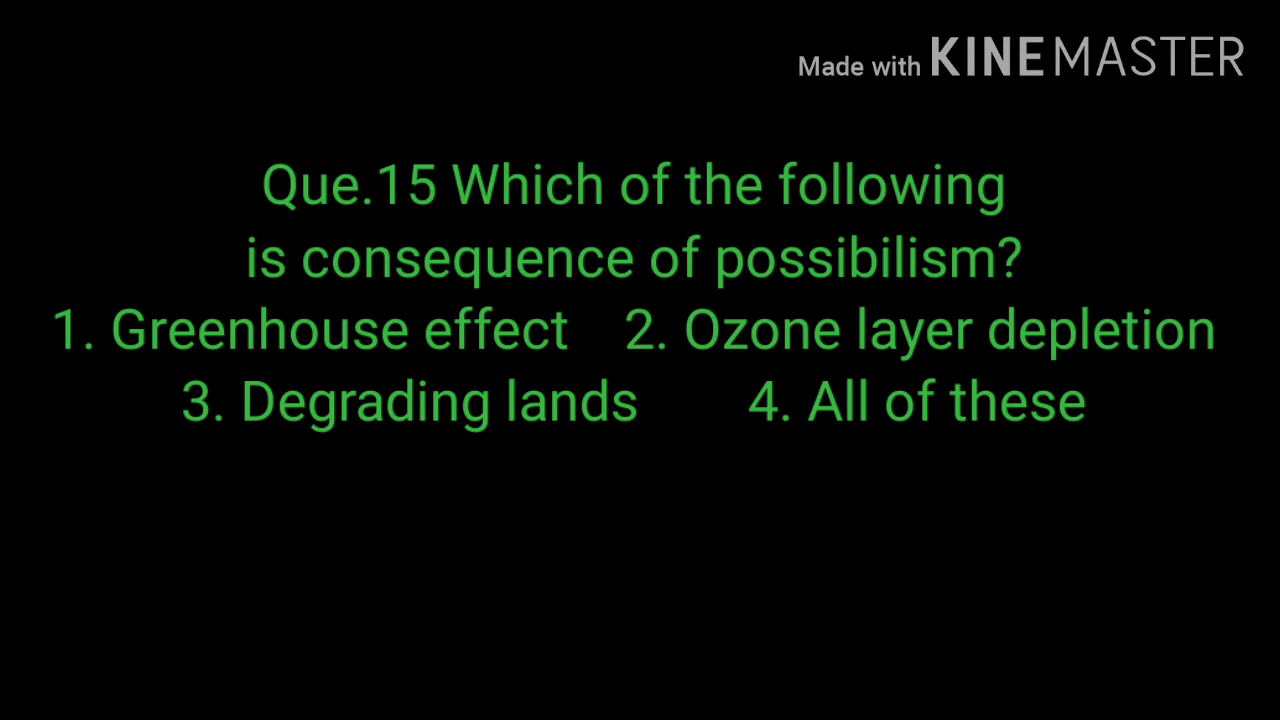 Made with KINEMASTER
Que.15 Which of the following
is consequence of possibilism?
1. Greenhouse effect 2. Ozone layer depletion
3. Degrading lands 4. All of these